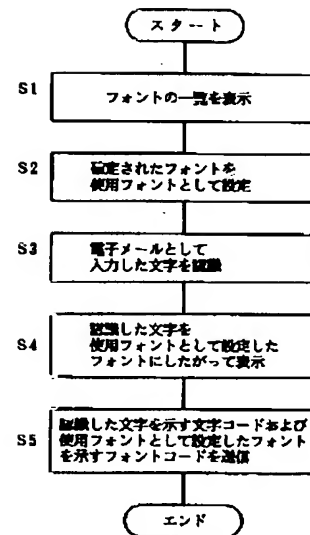 スタート
S1
フォントの一覧を表示
S2
確定されたフォントを
使用フォントとして設定
S3
電子メールとして
入力した文字を認識
S4
認識した文字を
使用フォントとして設定した
フォントにしたがって表示
S5
認識した文字を示す文字コードおよび
使用フォントとして設定したフォント
を示すフォントコードを送信
エンド